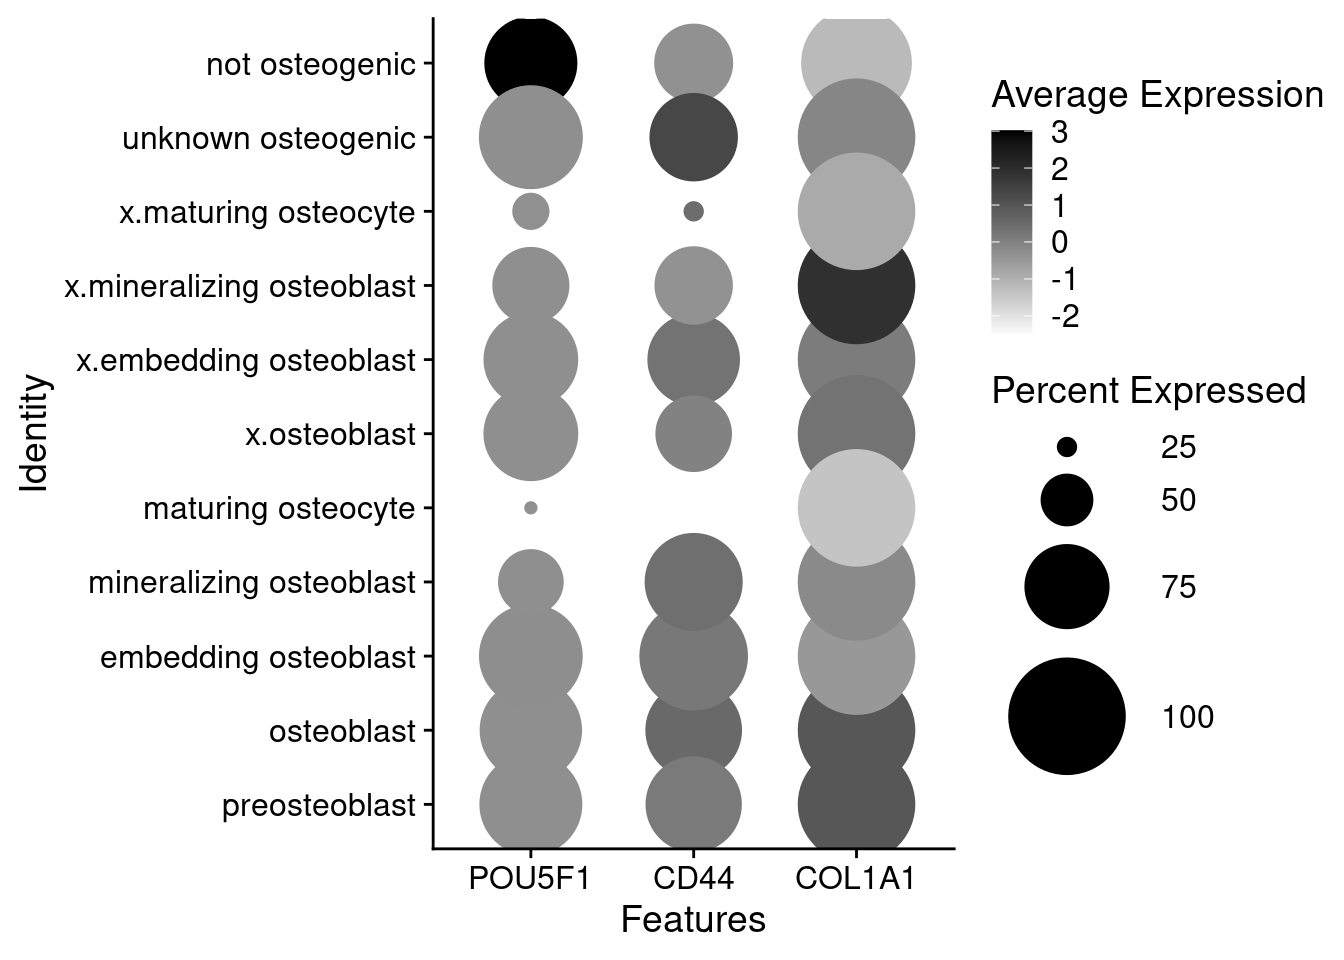 not osteogenic
unknown osteogenic
x.maturing osteocyte
x.mineralizing osteoblast
x.embedding osteoblast
x.osteoblast
maturing osteocyte
mineralizing osteoblast
embedding osteoblast
osteoblast
preosteoblast
Identity
POU5F1 CD44 COL1A1
Features
Average Expression
3
2
1
0
-1
-2
Percent Expressed
25
50
75
100